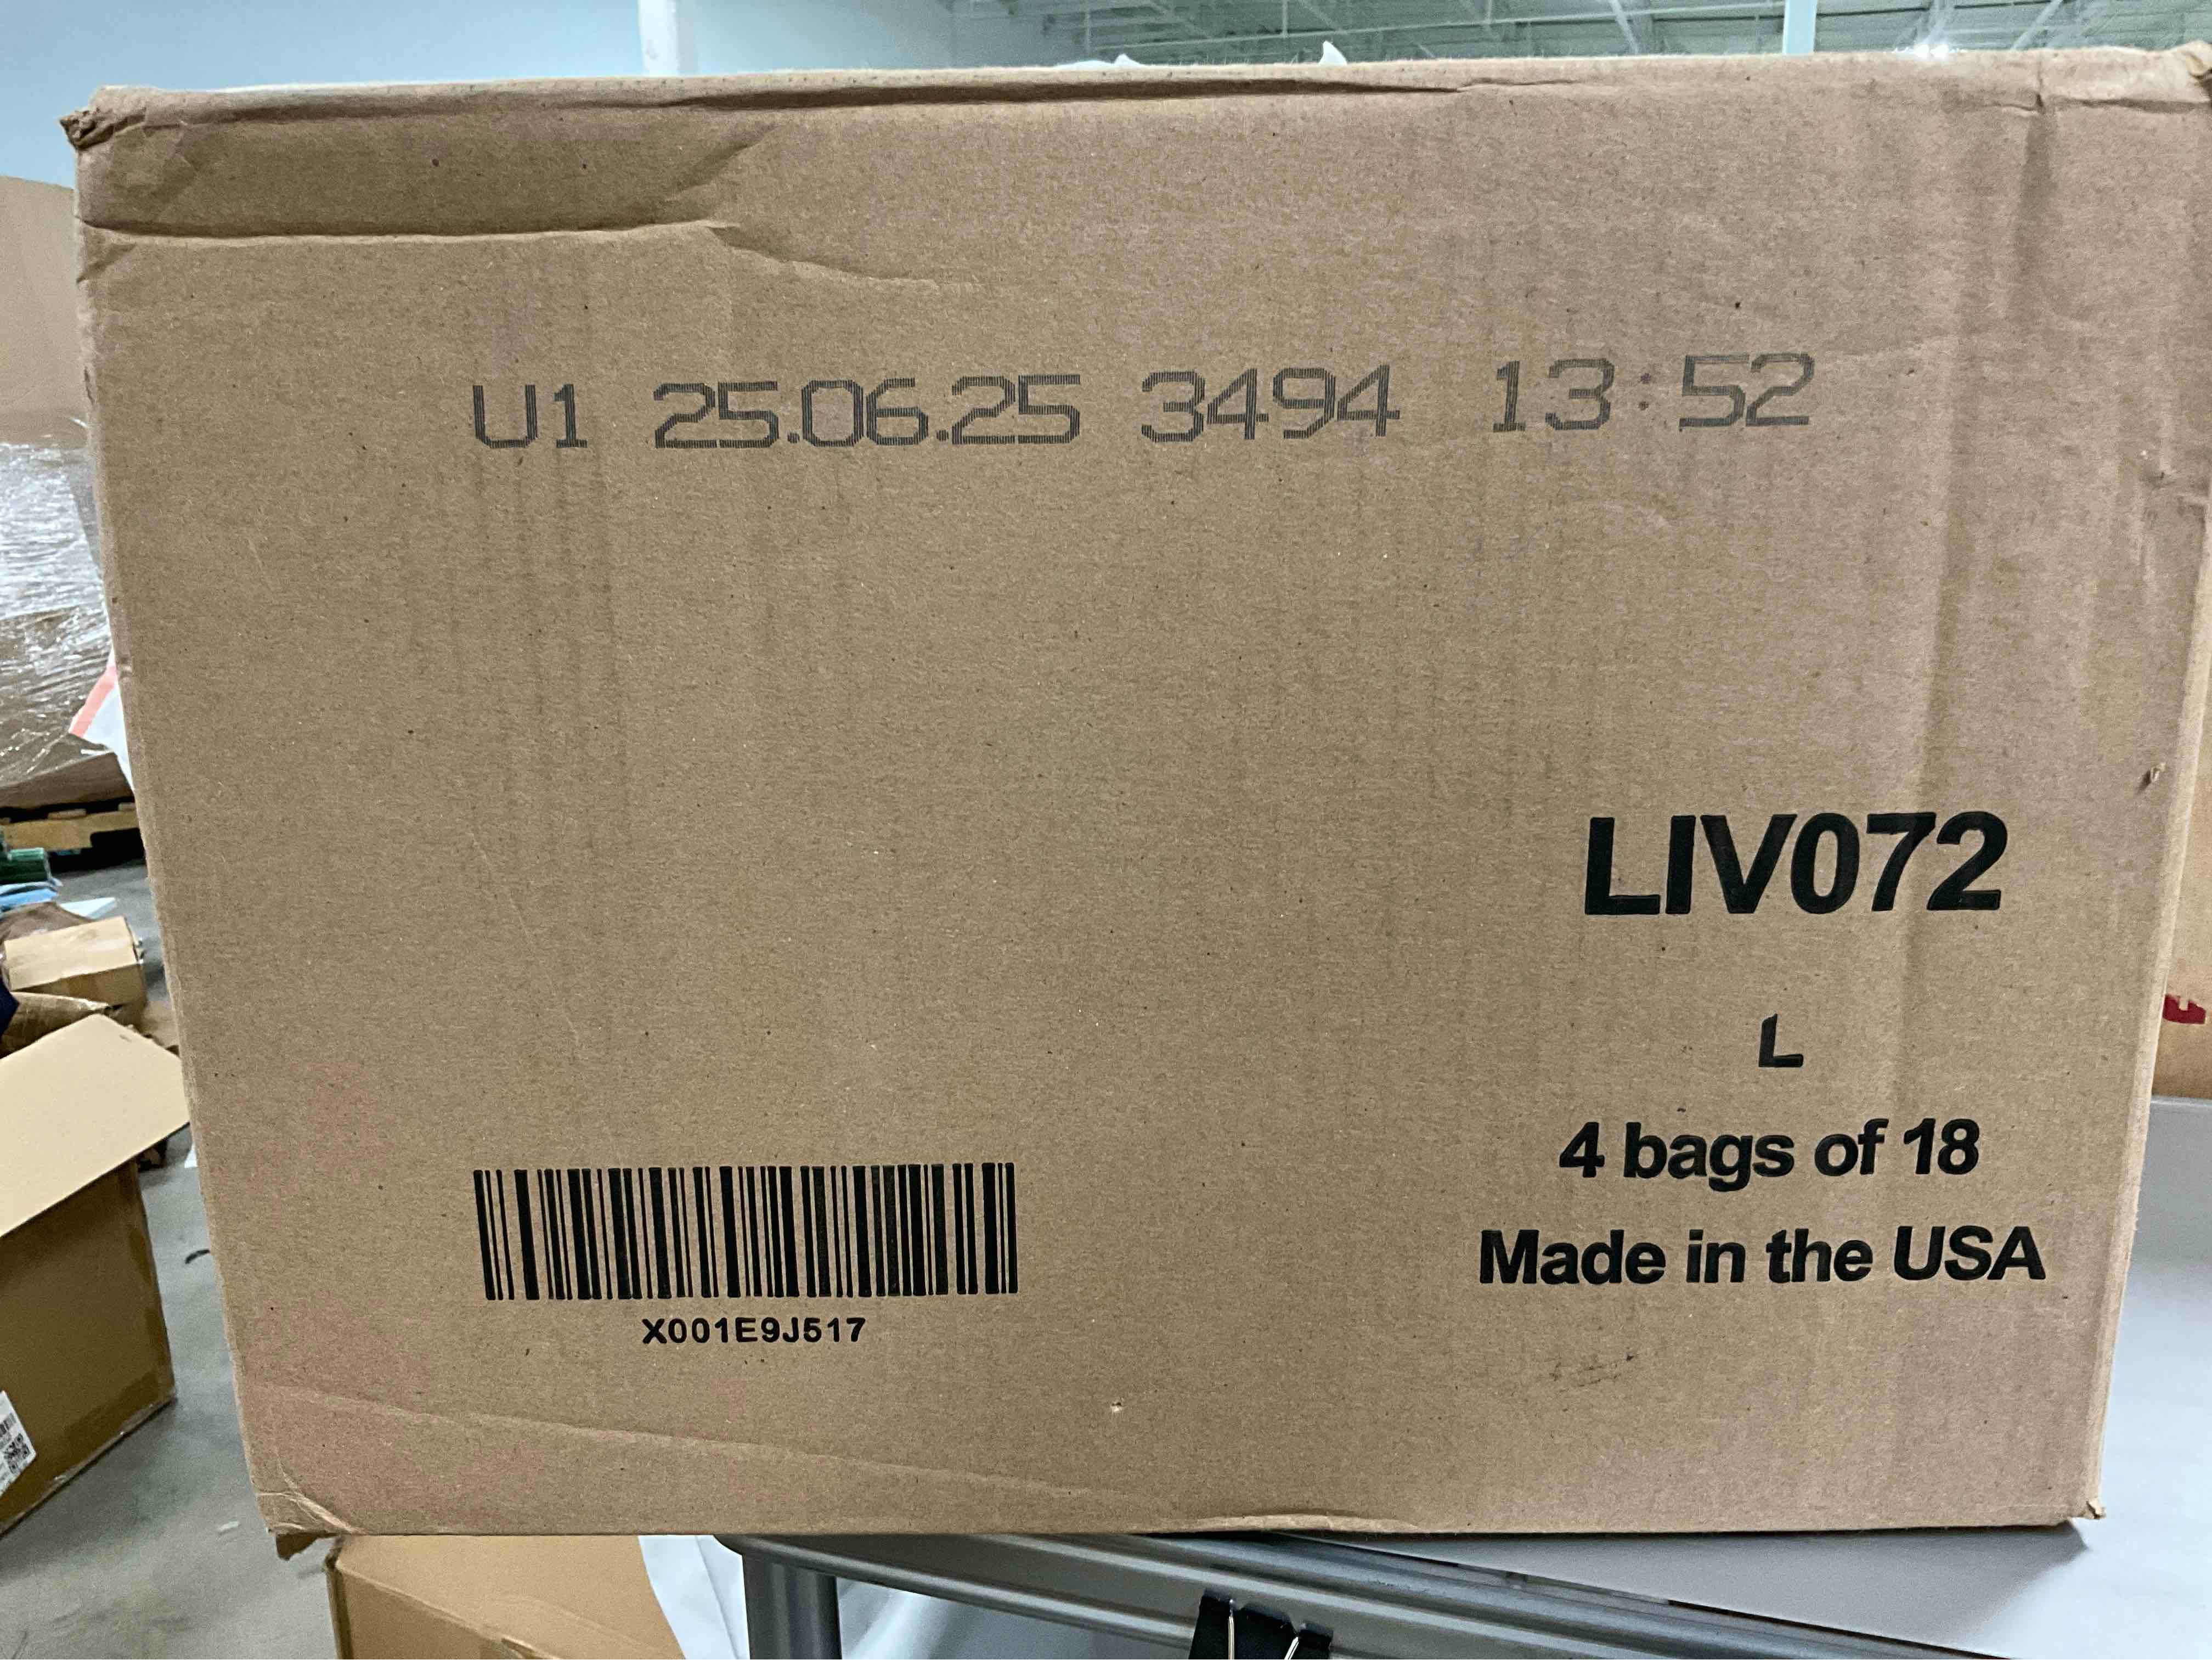 U1 25.06.25 3494 13:52
LIV072
L
4 bags of 18
Made in the USA
X001E9J517